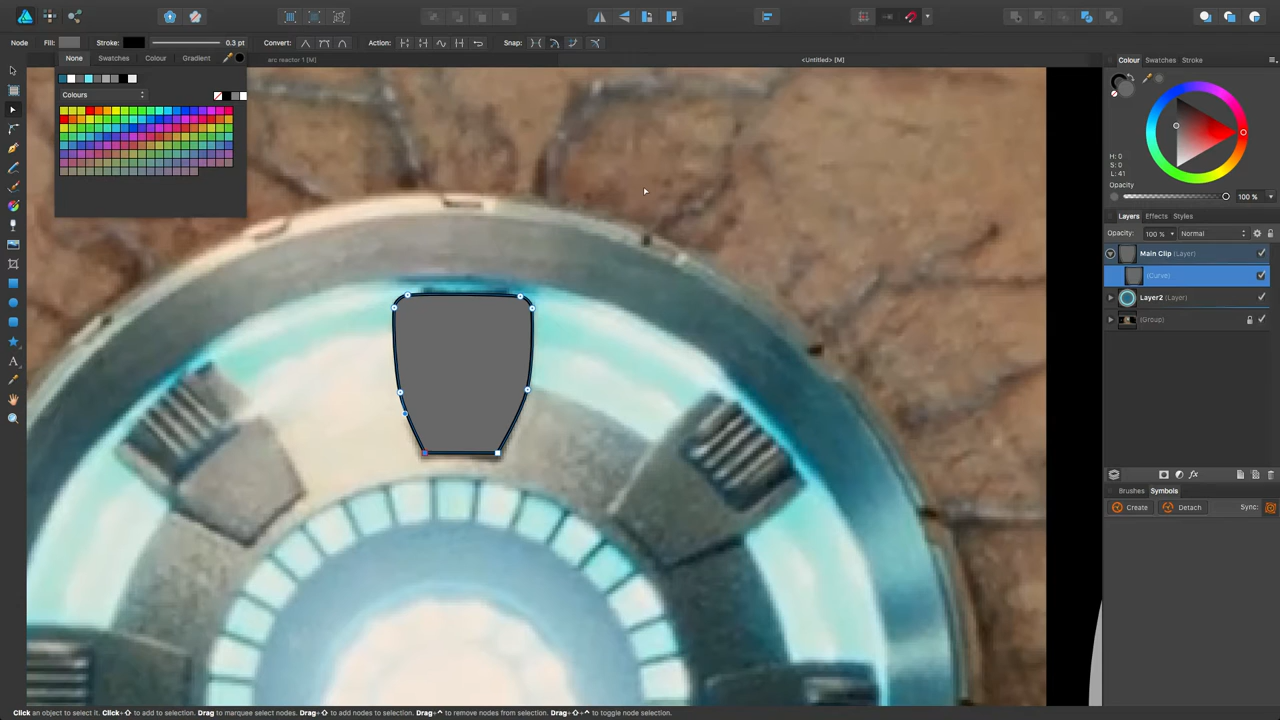 Node Fill: Stroke: 0.3 pt Convert: Action: Snap:
None Swatches Colour Gradient
arc reactor 1 [M] <Untitled> [M]
Colours
Colour Swatches Stroke
H: 0
S: 0
L: 41
Opacity
100 %
Layers Effects Styles
Opacity: 100 % Normal
Main Clip (Layer)
(Curve)
Layer2 (Layer)
(Group)
Brushes Symbols
Create Detach Sync:
Click an object to select it. Click+⇧ to add to selection. Drag to marquee select nodes. Drag+⇧ to add nodes to selection. Drag+⌃ to remove nodes from selection. Drag+⇧⌃ to toggle node selection.